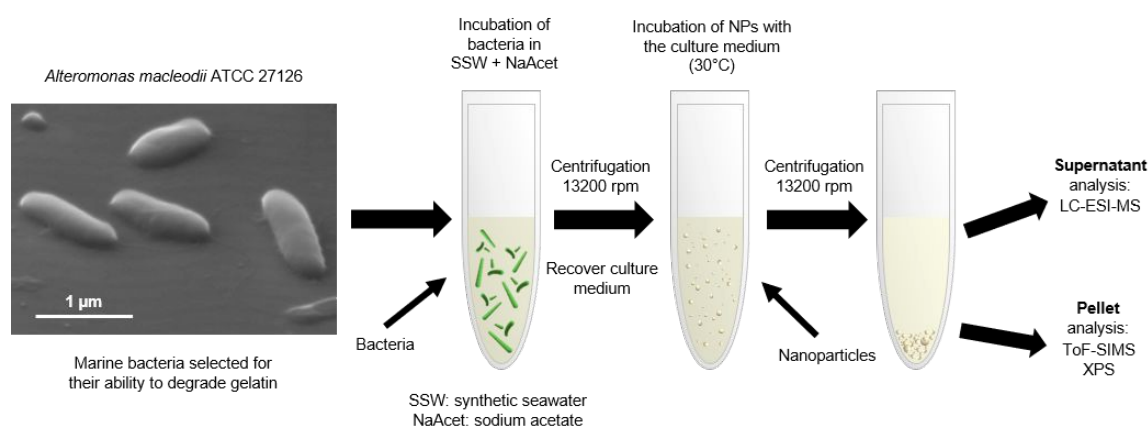 Alteromonas macleodii ATCC 27126
1 µm
Marine bacteria selected for
their ability to degrade gelatin
Incubation of
bacteria in
SSW + NaAcet
Bacteria
SSW: synthetic seawater
NaAcet: sodium acetate
Centrifugation
13200 rpm
Recover culture
medium
Incubation of NPs with
the culture medium
(30°C)
Nanoparticles
Centrifugation
13200 rpm
Supernatant
analysis:
LC-ESI-MS
Pellet
analysis:
ToF-SIMS
XPS